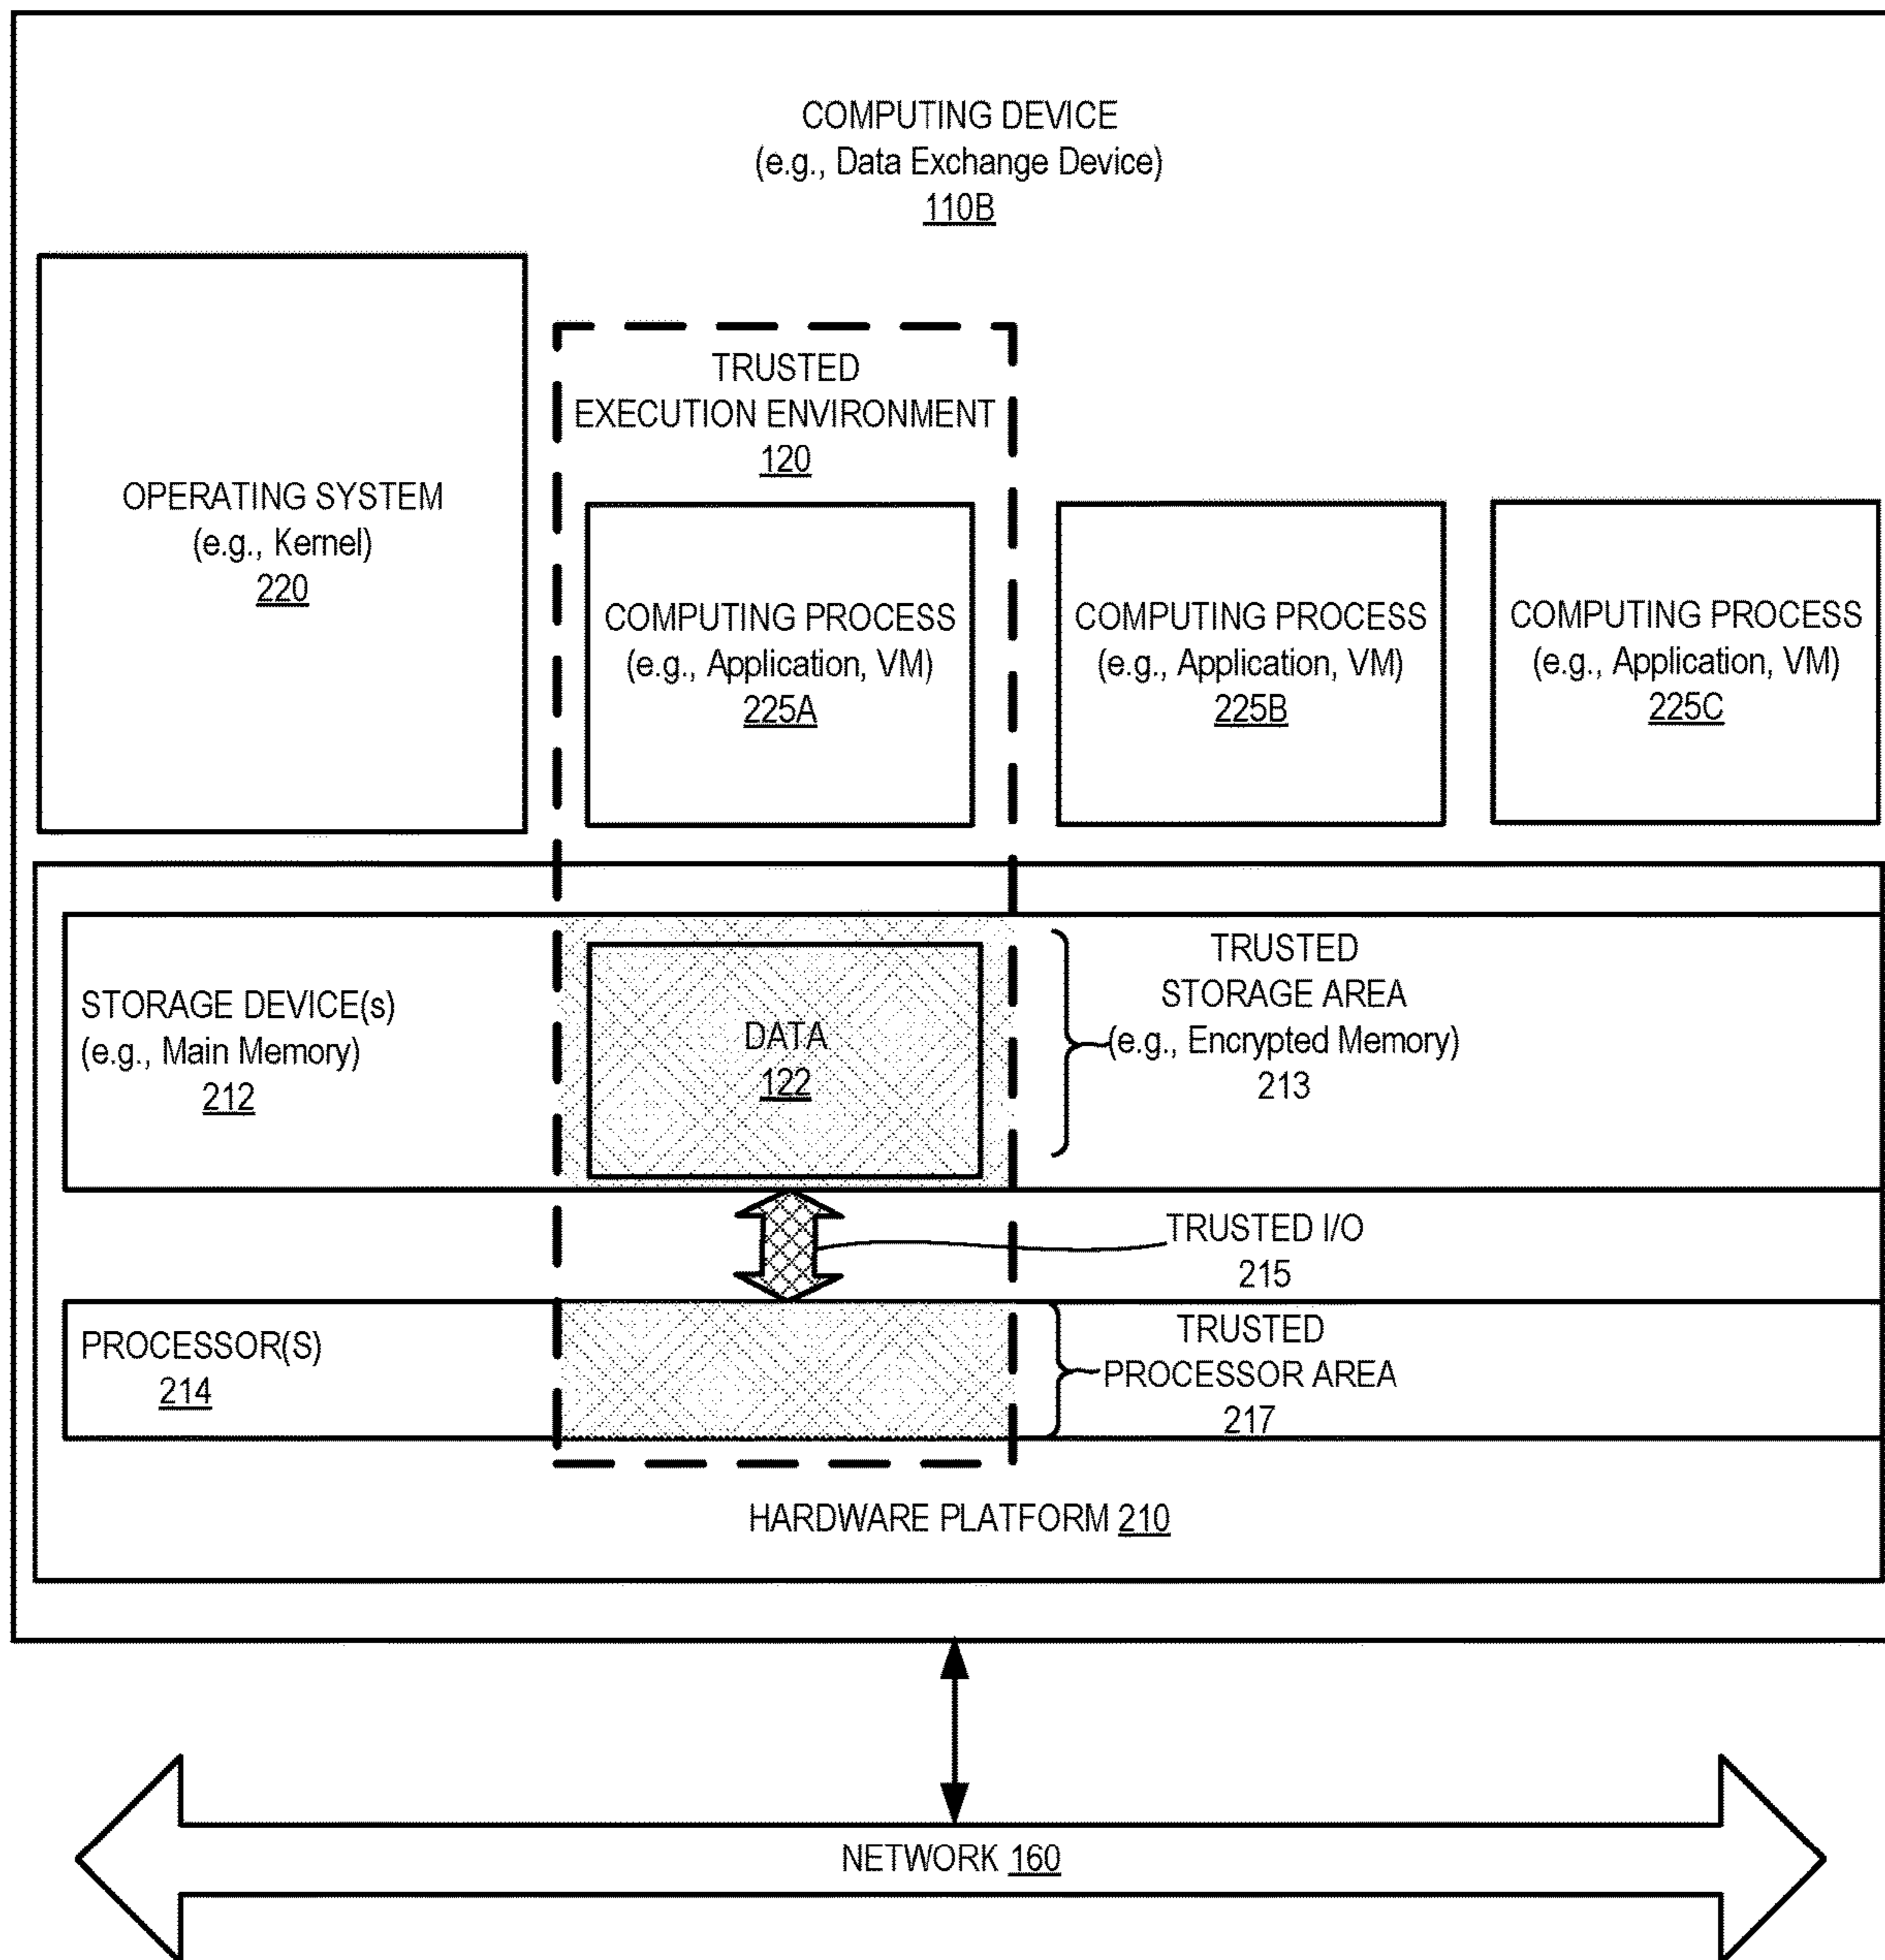 COMPUTING DEVICE
(e.g., Data Exchange Device)
110B
TRUSTED
EXECUTION ENVIRONMENT
120
OPERATING SYSTEM
(e.g., Kernel)
220
COMPUTING PROCESS
(e.g., Application, VM)
225A
COMPUTING PROCESS
(e.g., Application, VM)
225B
COMPUTING PROCESS
(e.g., Application, VM)
225C
STORAGE DEVICE(s)
(e.g., Main Memory)
212
DATA
122
TRUSTED
STORAGE AREA
(e.g., Encrypted Memory)
213
TRUSTED I/O
215
PROCESSOR(S)
214
TRUSTED
PROCESSOR AREA
217
HARDWARE PLATFORM 210
NETWORK 160